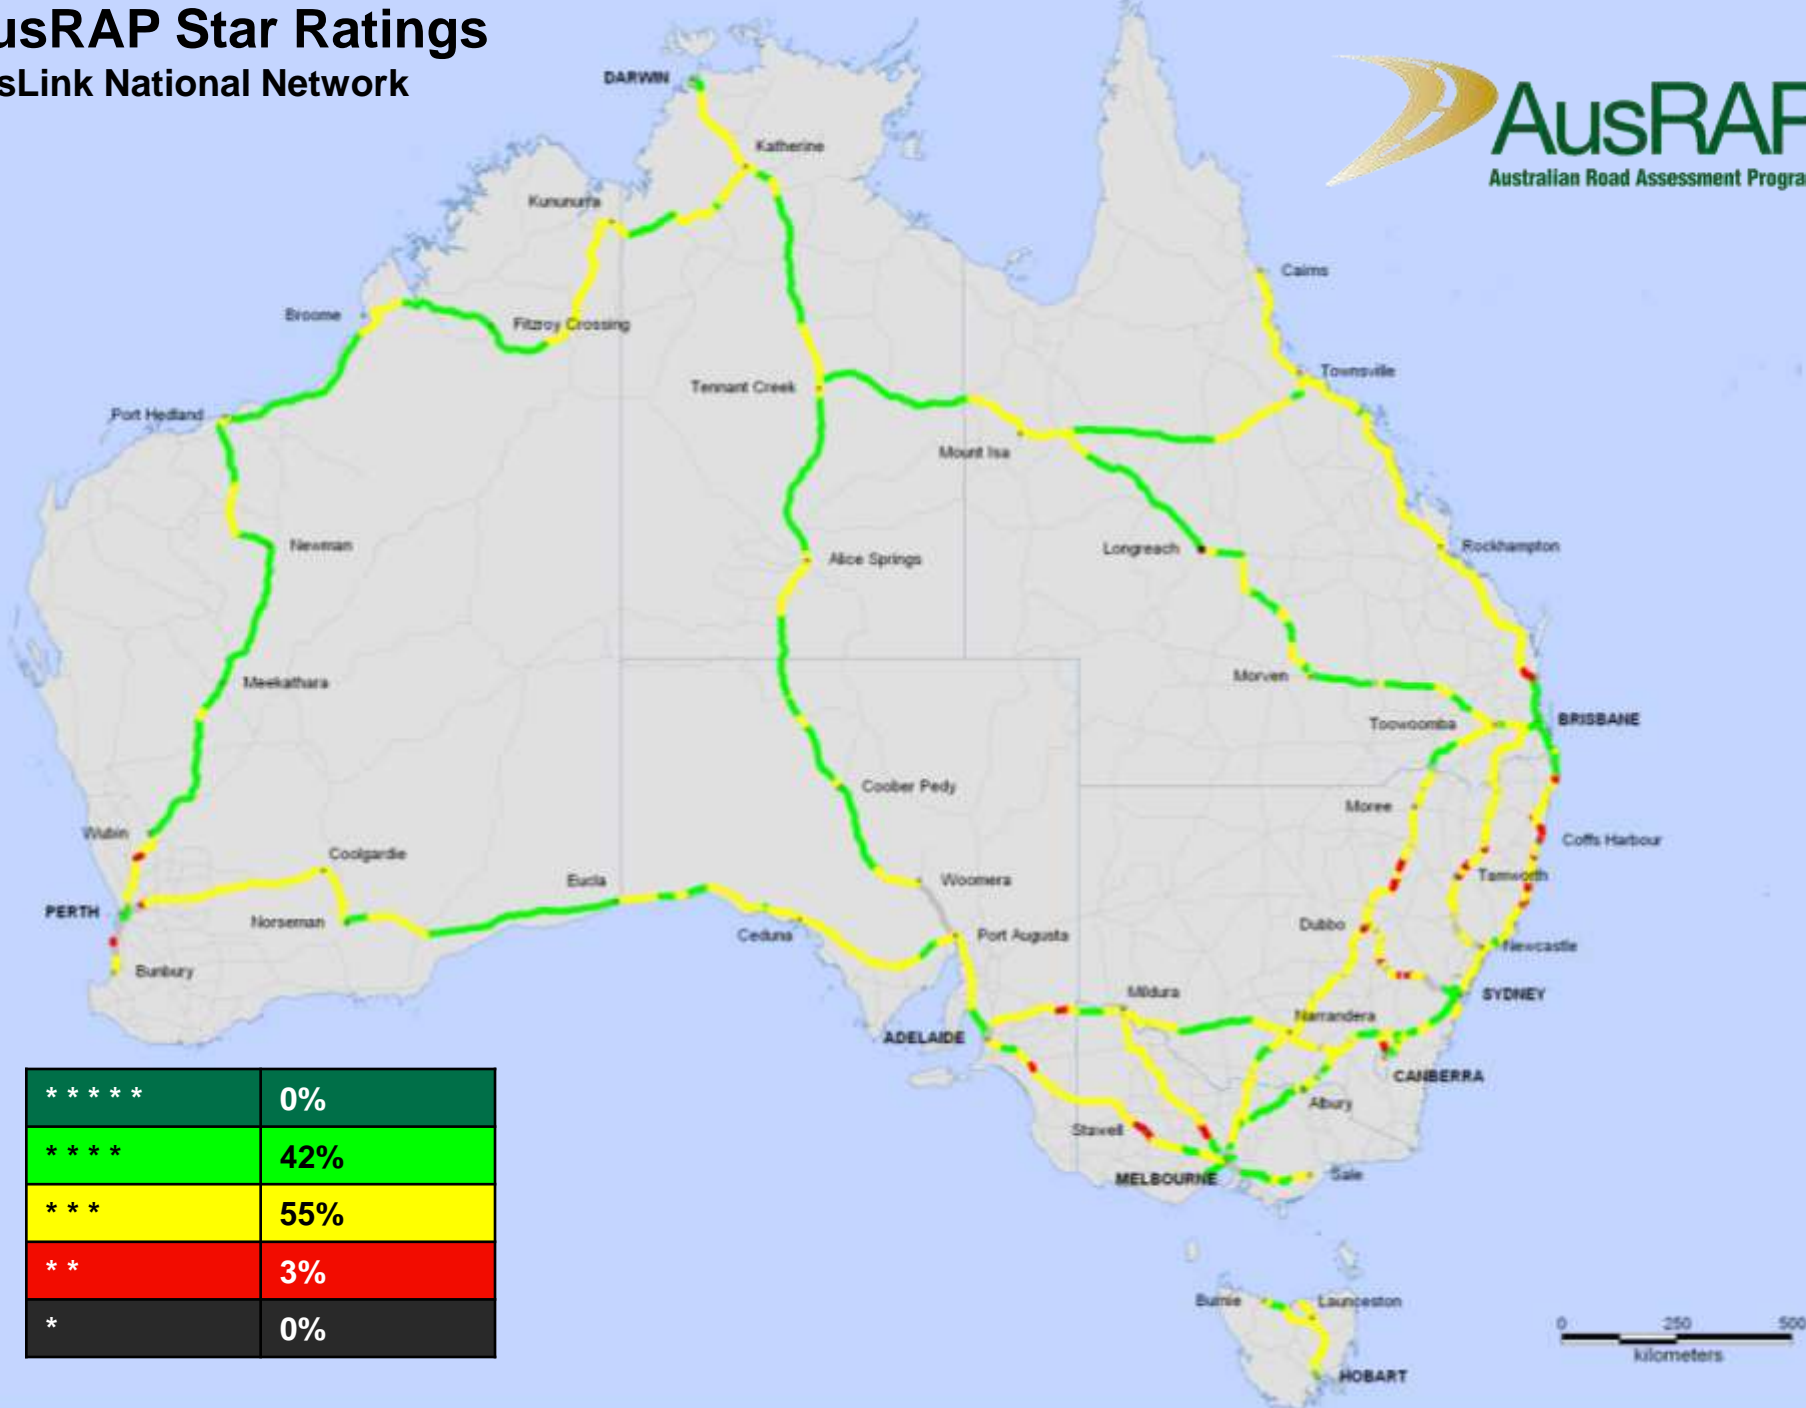 usRAP Star Ratings
sLink National Network
AusRAP
Australian Road Assessment Progra
DARWIN
Katherine
Kununurra
Cairns
Broome
Fitzroy Crossing
Townsville
Tennant Creek
Port Hedland
Mount Isa
Newman
Longreach
Rockhampton
Alice Springs
Meekathara
Morven
Toowoomba
BRISBANE
Coober Pedy
Moree
Wubin
Coolgardie
Coffs Harbour
Eucla
Woomera
Tamworth
PERTH
Norseman
Ceduna
Port Augusta
Dubbo
Newcastle
Bunbury
Mildura
SYDNEY
Narrandera
ADELAIDE
CANBERRA
Albury
Stawell
MELBOURNE
Sale
* * * * * 0%
* * * * 42%
* * * 55%
* * 3%
* 0%
Burnie
Launceston
HOBART
0 250 500
kilometers